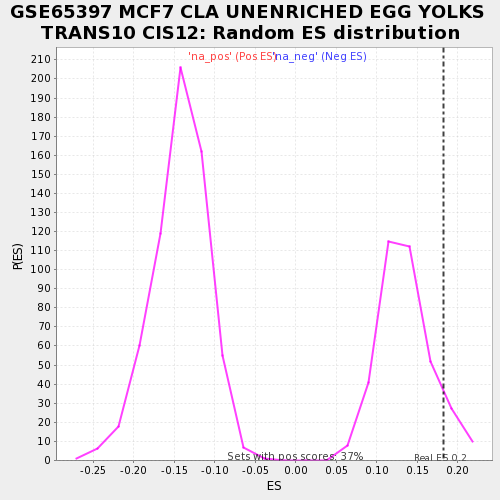 GSE65397 MCF7 CLA UNENRICHED EGG YOLKS
TRANS10 CIS12: Random ES distribution
'na_pos' (Pos ES) 'na_neg' (Neg ES)
210
200
190
180
170
160
150
140
130
120
110
100
90
80
70
60
50
40
30
20
10
0
P(ES)
Sets with pos scores: 37%
Real ES 0.2
-0.25 -0.20 -0.15 -0.10 -0.05 0.00 0.05 0.10 0.15 0.20
ES